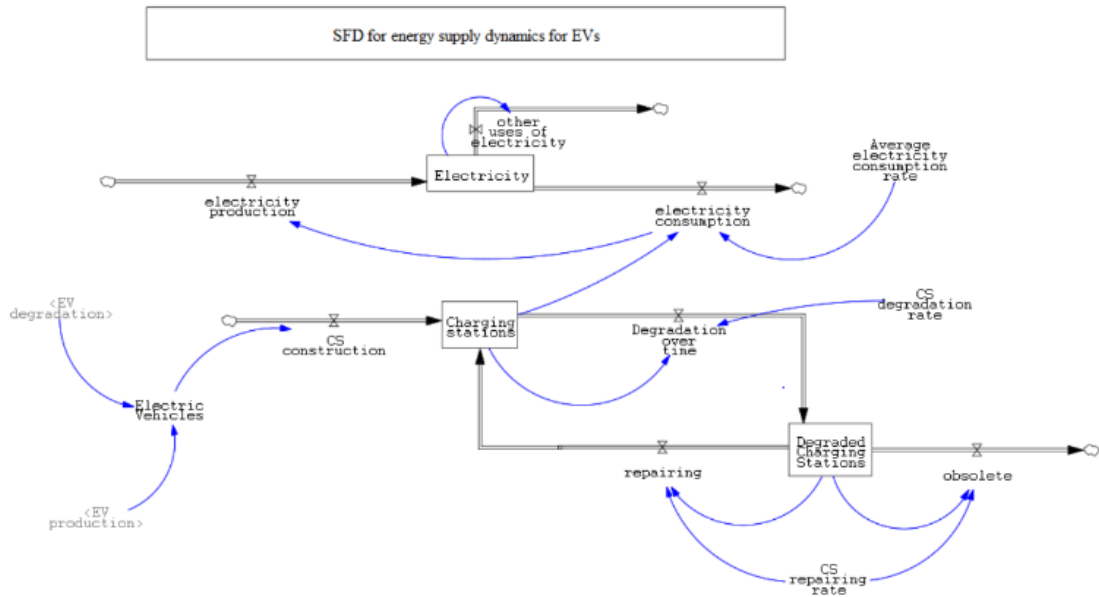 SFD for energy supply dynamics for EVs
other
uses of
electricity
Electricity
Average
electricity
consumption
rate
electricity
production
electricity
consumption
<EV
degradation>
CS
construction
Charging
stations
Degradation
over
time
CS
degradation
rate
Electric
Vehicles
Degraded
Charging
Stations
repairing
obsolete
<EV
production>
CS
repairing
rate